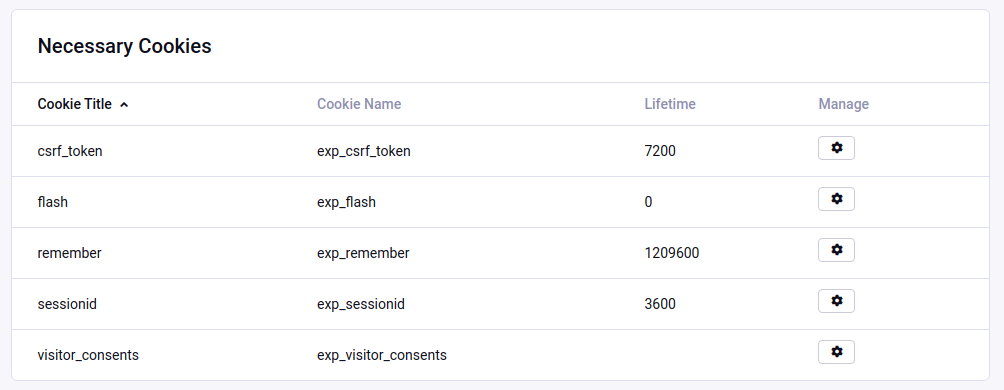 Necessary Cookies
Cookie Title Cookie Name Lifetime Manage
csrf_token exp_csrf_token 7200
flash exp_flash 0
remember exp_remember 1209600
sessionid exp_sessionid 3600
visitor_consents exp_visitor_consents